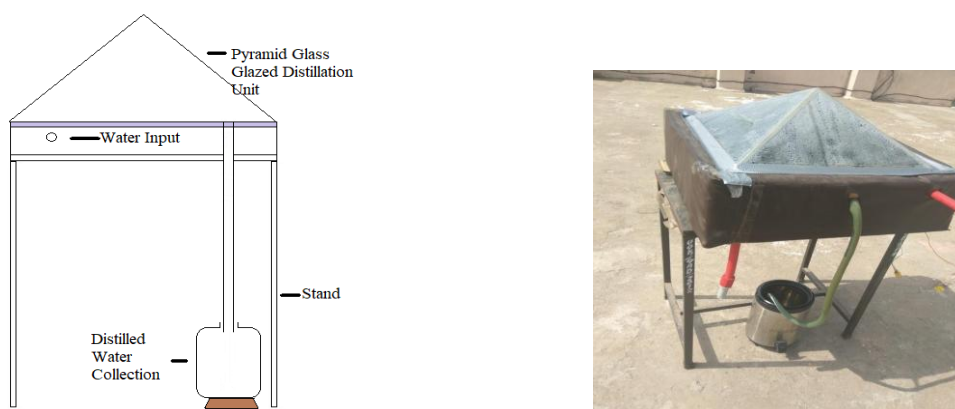 Pyramid Glass
Glazed Distillation
Unit
Water Input
Stand
Distilled
Water
Collection